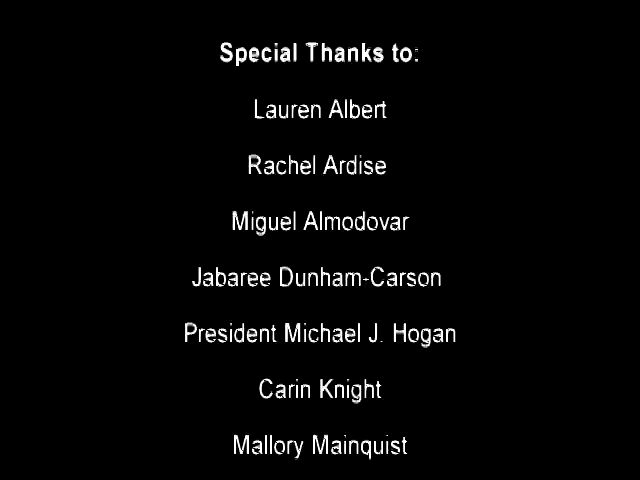 Special Thanks to:
Lauren Albert
Rachel Ardise
Miguel Almodovar
Jabaree Dunham-Carson
President Michael J. Hogan
Carin Knight
Mallory Mainquist